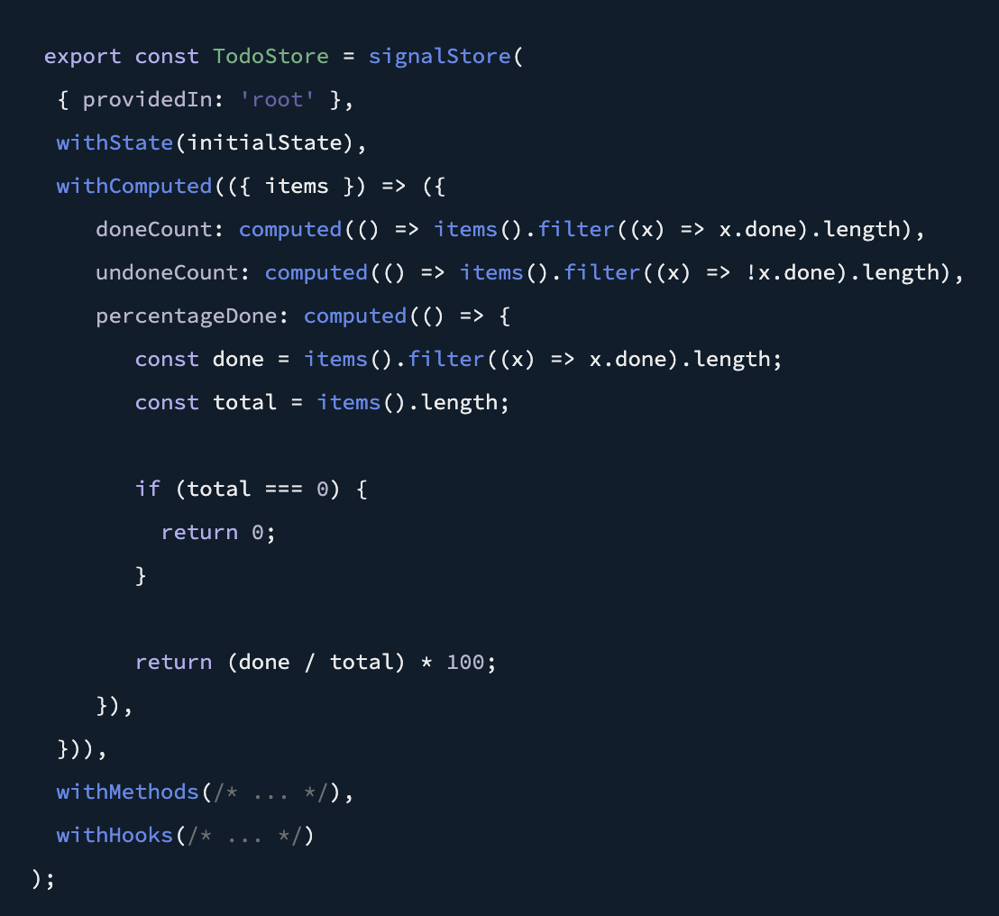 export const TodoStore = signalStore(
 { providedIn: 'root' },
 withState(initialState),
 withComputed(({ items }) => ({
    doneCount: computed(() => items().filter((x) => x.done).length),
    undoneCount: computed(() => items().filter((x) => !x.done).length),
    percentageDone: computed(() => {
       const done = items().filter((x) => x.done).length;
       const total = items().length;

       if (total === 0) {
         return 0;
       }

       return (done / total) * 100;
    }),
 })),
 withMethods(/* ... */),
 withHooks(/* ... */)
);